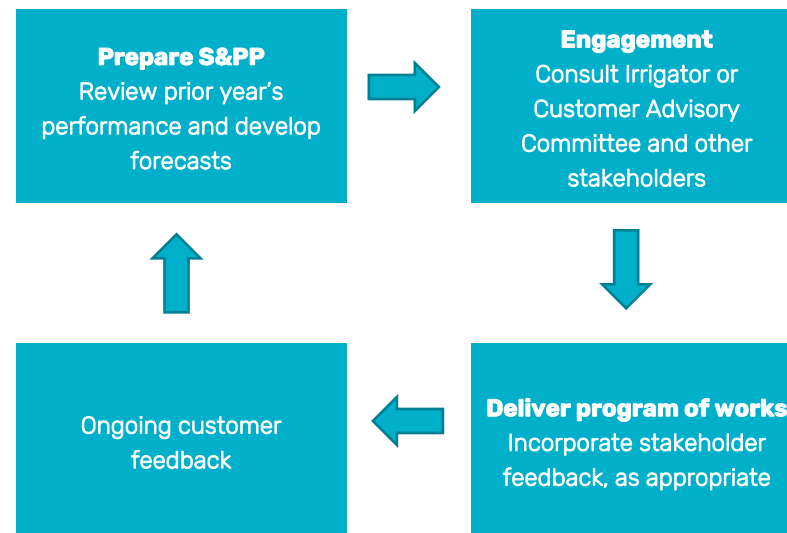 Prepare S&PP
Review prior year's
performance and develop
forecasts
Engagement
Consult Irrigator or
Customer Advisory
Committee and other
stakeholders
Deliver program of works
Incorporate stakeholder
feedback, as appropriate
Ongoing customer
feedback